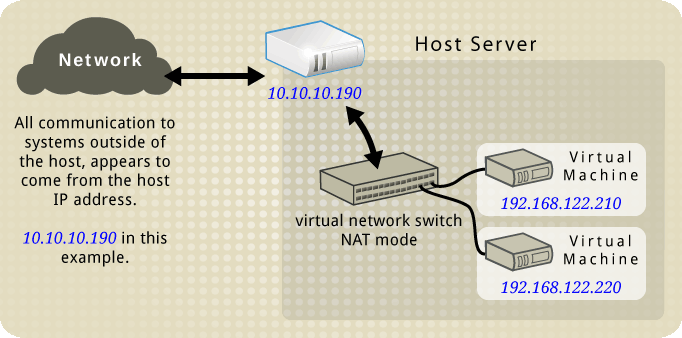 Network
Host Server
10.10.10.190
All communication to
systems outside of
the host, appears to
come from the host
IP address.
10.10.10.190 in this
example.
virtual network switch
NAT mode
Virtual
Machine
192.168.122.210
Virtual
Machine
192.168.122.220